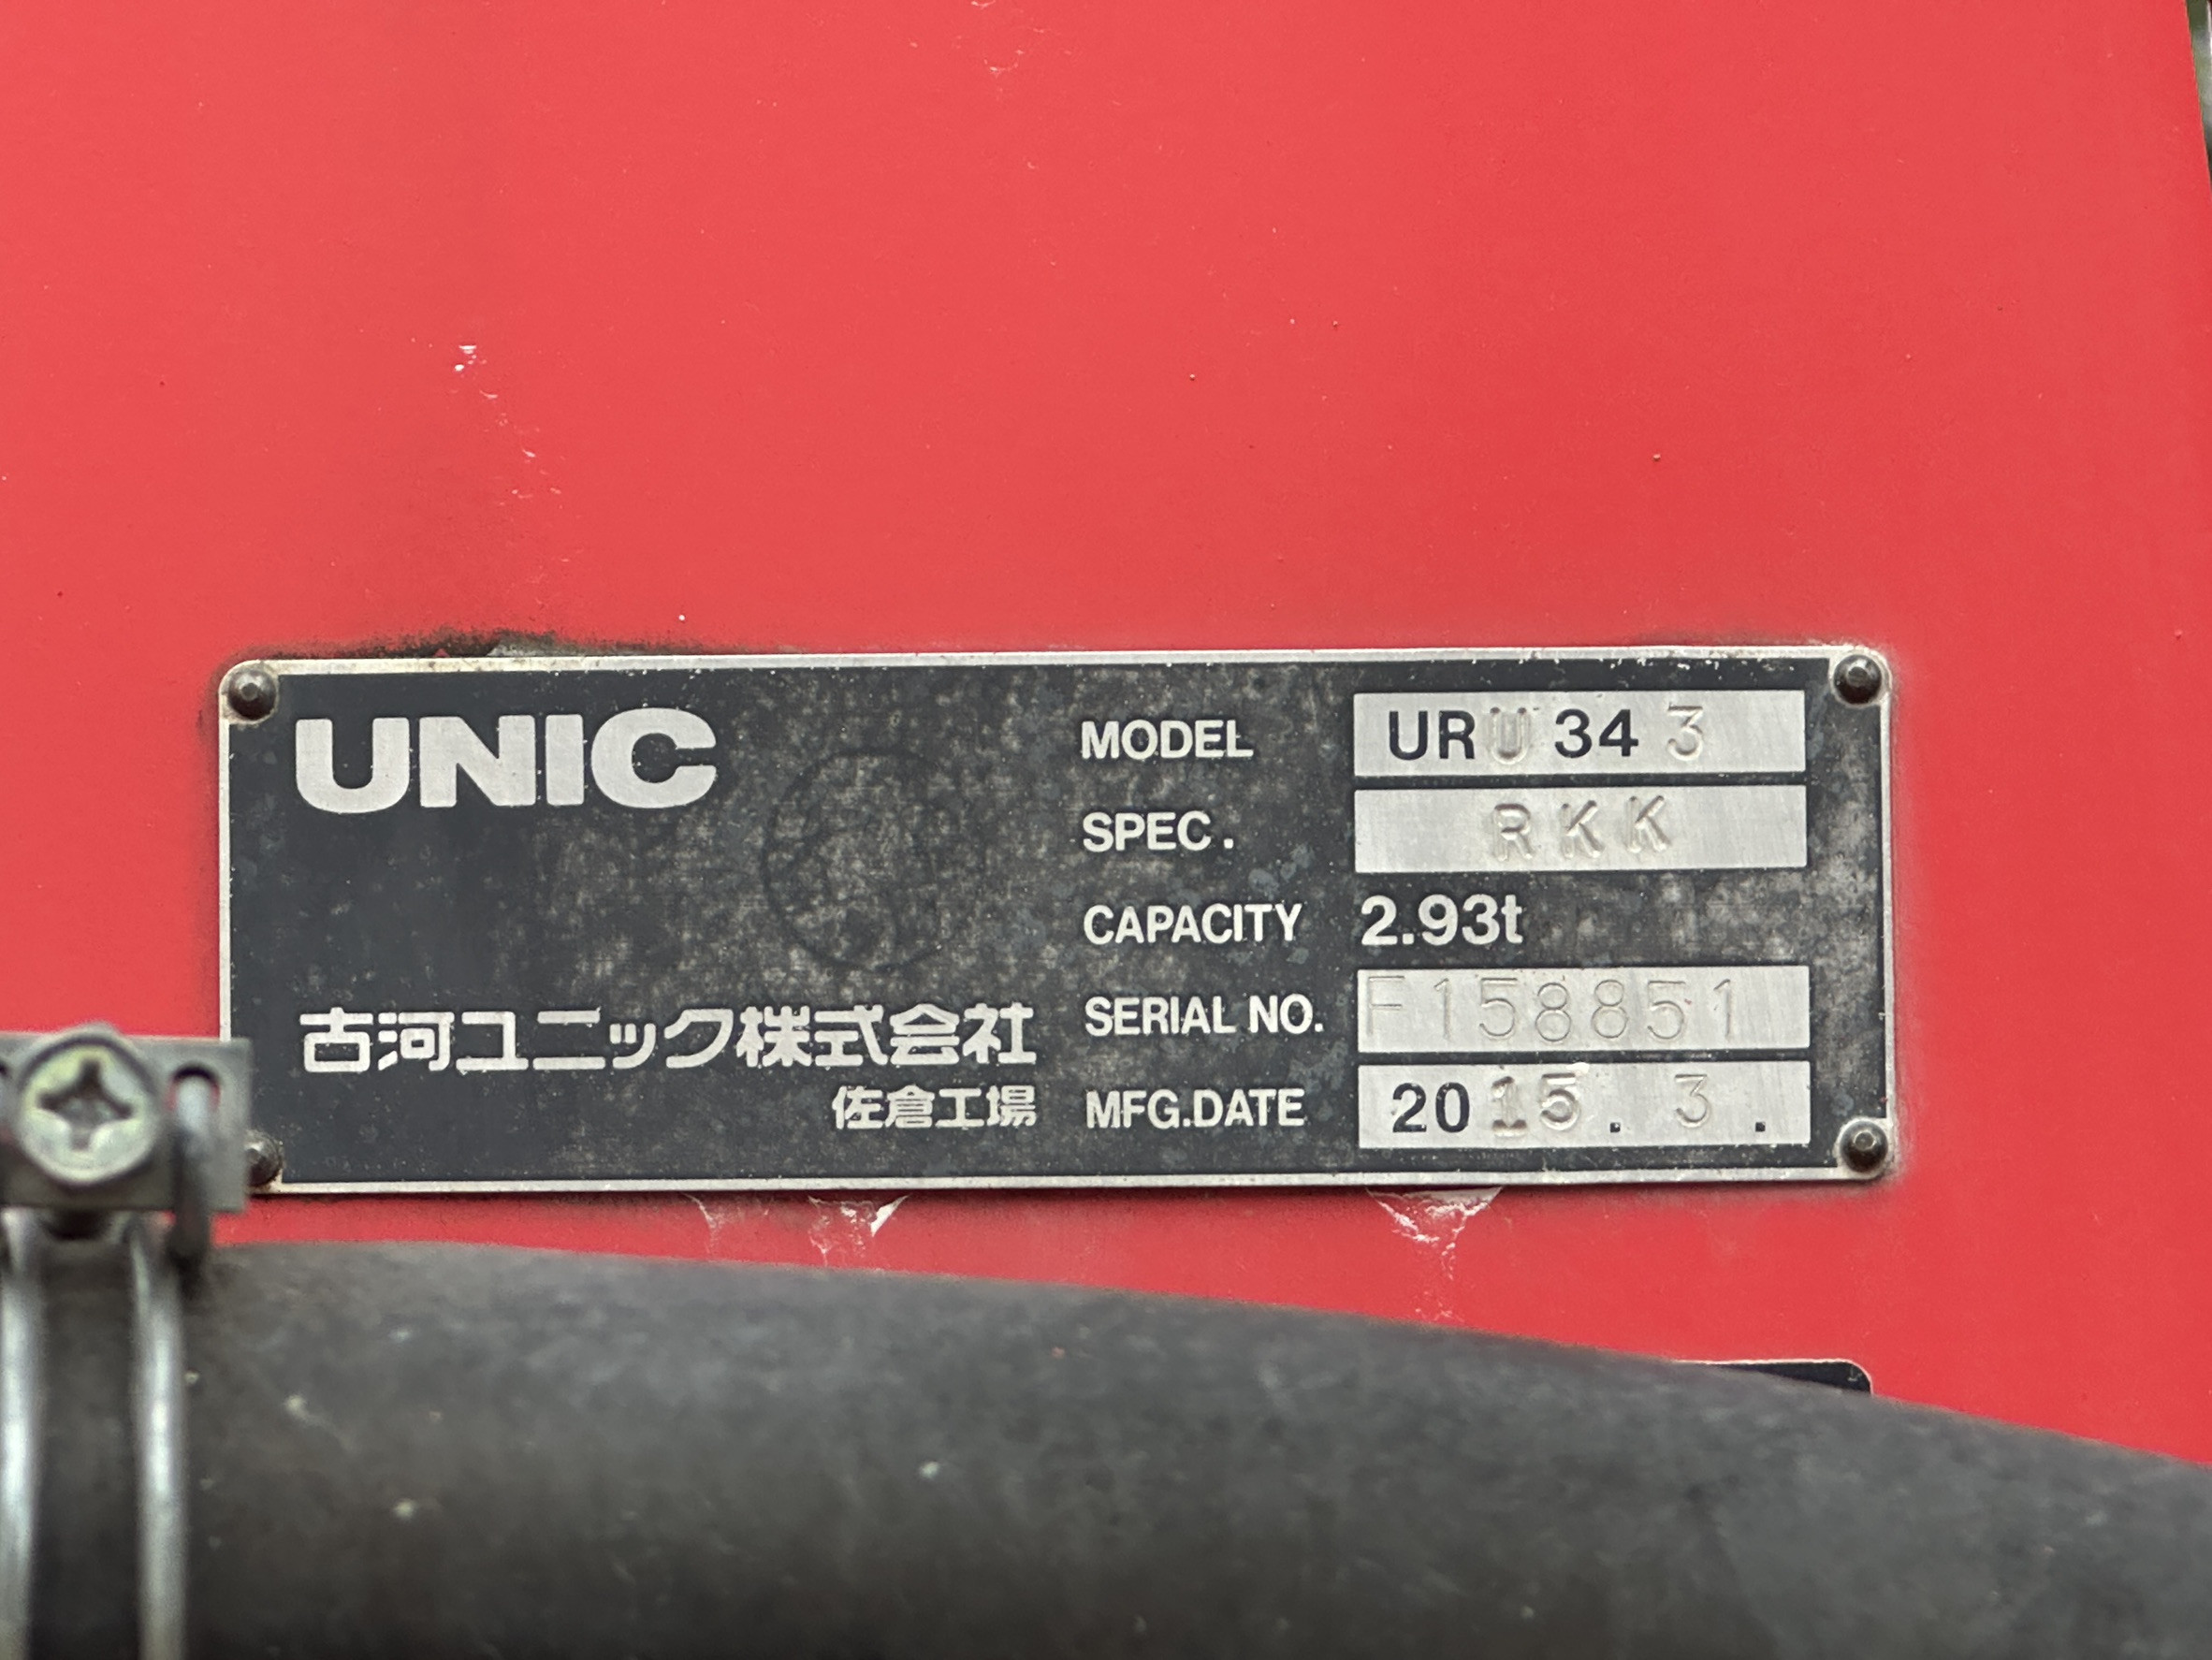 UNIC
古河ユニック株式会社
佐倉工場
MODEL URU343
SPEC. RKK
CAPACITY 2.93t
SERIAL NO. F158851
MFG.DATE 2015.3.